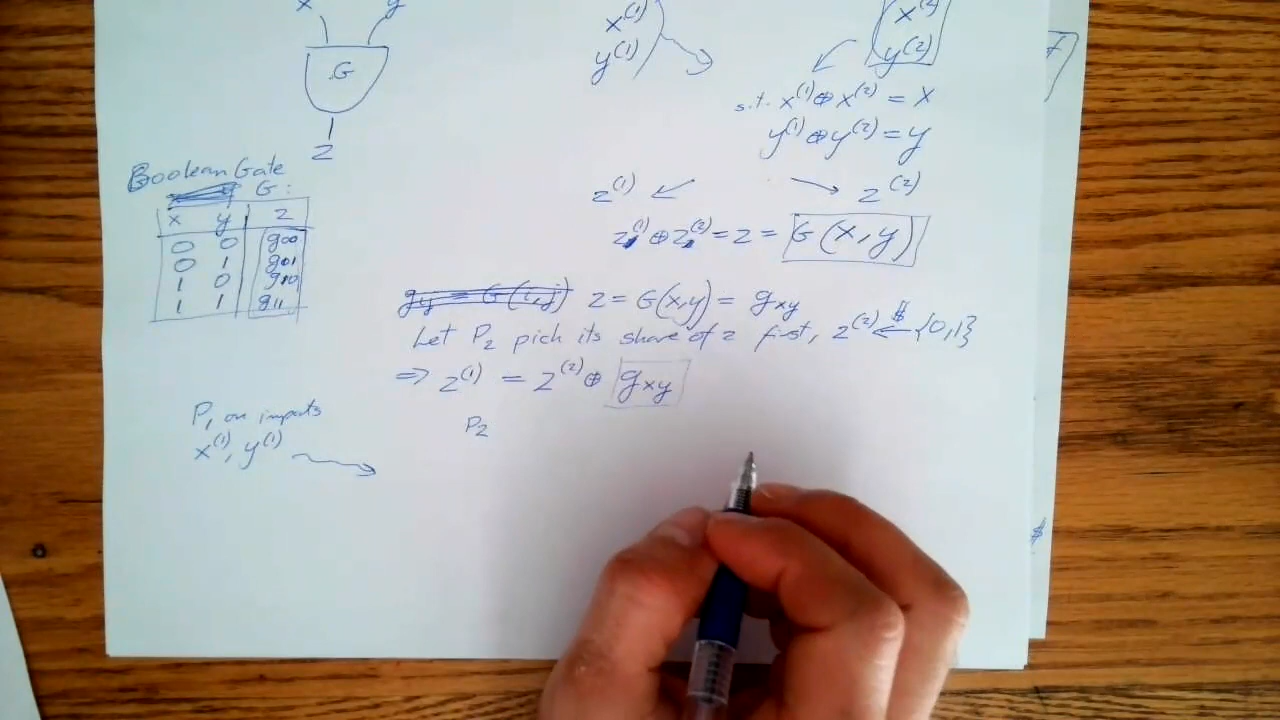 x y
G
z
x^(1)
y^(1)
x^(2)
y^(2)
s.t. x^(1) ⊕ x^(2) = x
y^(1) ⊕ y^(2) = y
z^(1) z^(2)
z^(1) ⊕ z^(2) = z = G(x,y)
Boolean Gate
G:
x y z
0 0 g00
0 1 g01
1 0 g10
1 1 g11
z = G(x,y) = gxy
Let P2 pick its share of z first, z^(2) ←$ {0,1}
⇒ z^(1) = z^(2) ⊕ gxy
P1 on inputs
x^(1), y^(1)
P2
$